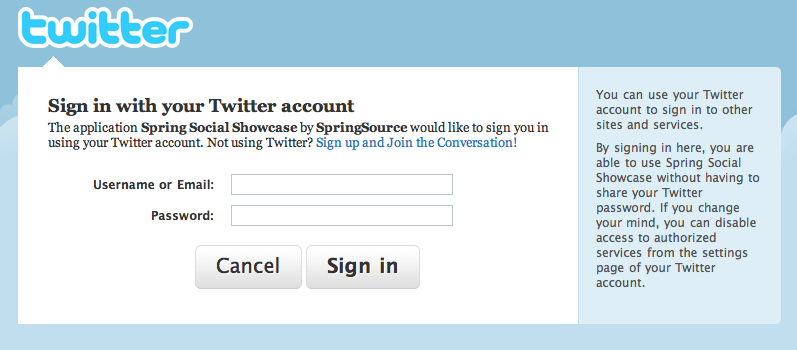 twitter
Sign in with your Twitter account
The application Spring Social Showcase by SpringSource would like to sign you in
using your Twitter account. Not using Twitter? Sign up and Join the Conversation!
Username or Email:
Password:
Cancel Sign in
You can use your Twitter
account to sign in to other
sites and services.
By signing in here, you are
able to use Spring Social
Showcase without having to
share your Twitter
password. If you change
your mind, you can disable
access to authorized
services from the settings
page of your Twitter
account.